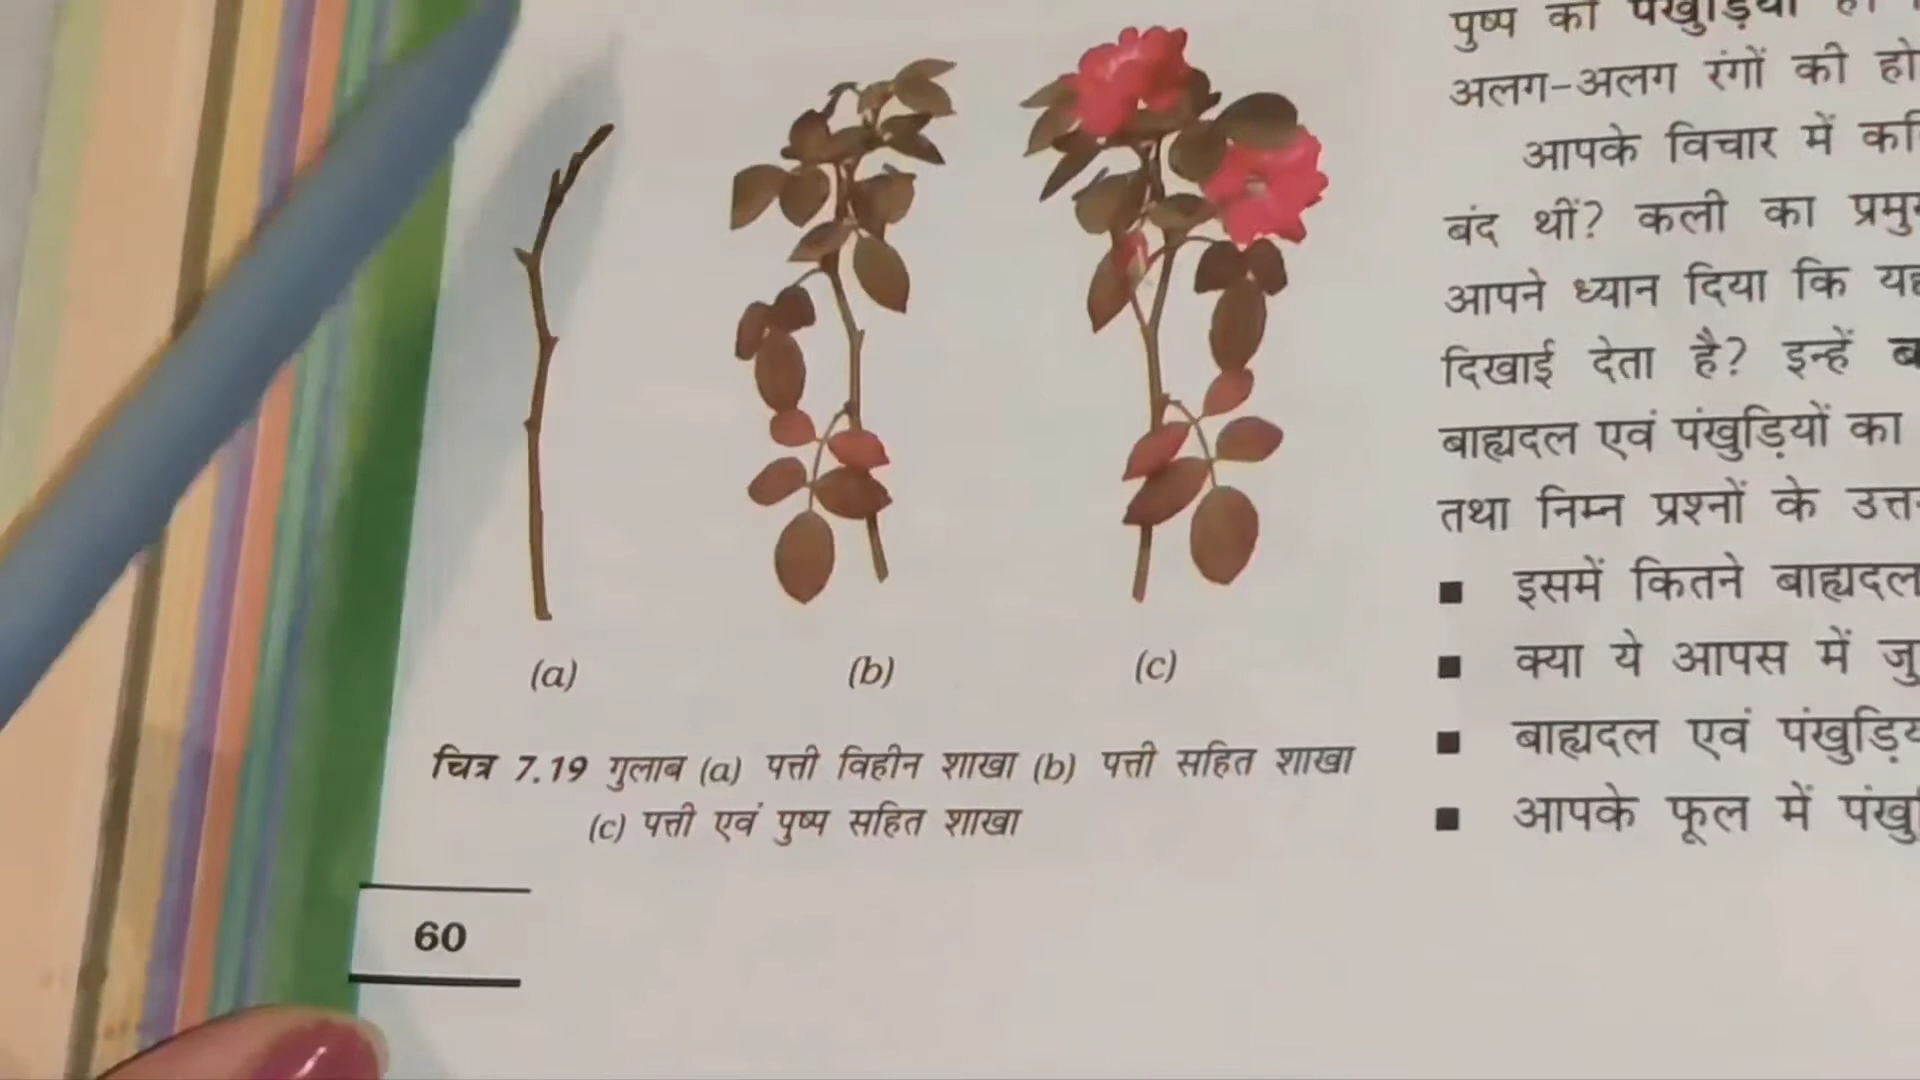 (a) (b) (c)
चित्र 7.19 गुलाब (a) पत्ती विहीन शाखा (b) पत्ती सहित शाखा
(c) पत्ती एवं पुष्प सहित शाखा
60
पुष्प की पंखुड़ियाँ
अलग-अलग रंगों की
आपके विचार में
बंद थीं? कली का
आपने ध्यान दिया कि
दिखाई देता है? इन्हें
बाह्यदल एवं पंखुड़ियों का
तथा निम्न प्रश्नों के
■ इसमें कितने बाह्यदल
■ क्या ये आपस में
■ बाह्यदल एवं
■ आपके फूल में